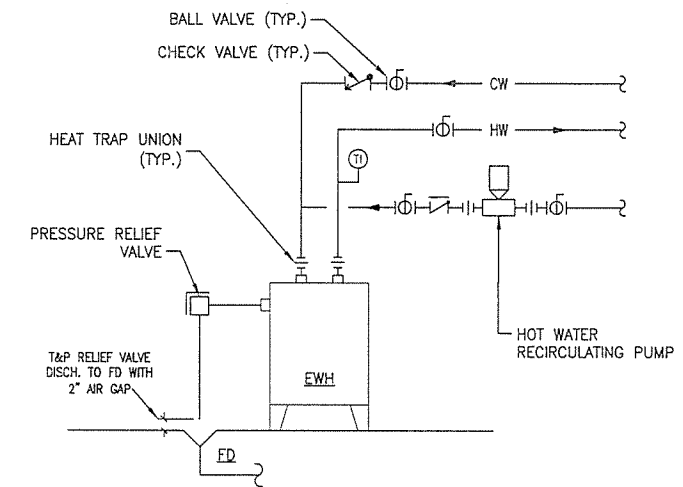 BALL VALVE (TYP.)
CHECK VALVE (TYP.)
CW
HEAT TRAP UNION
(TYP.)
HW
TI
PRESSURE RELIEF
VALVE
HOT WATER
RECIRCULATING PUMP
T&P RELIEF VALVE
DISCH. TO FD WITH
2" AIR GAP
EWH
FD